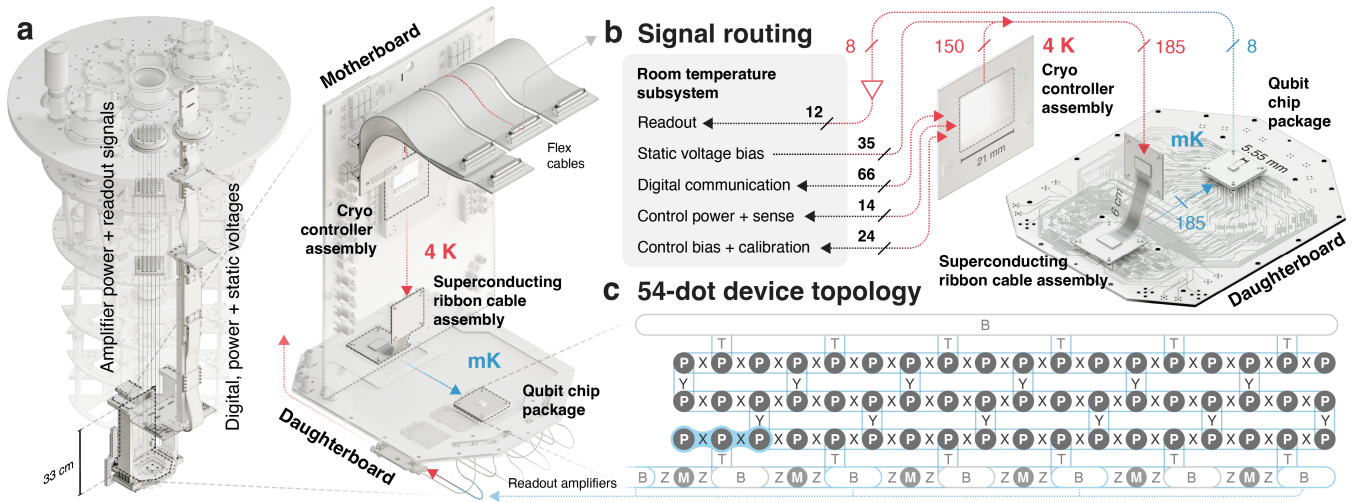 a
Amplifier power + readout signals
Digital, power + static voltages
33 cm
Motherboard
Flex
cables
Cryo
controller
assembly
4 K
Superconducting
ribbon cable
assembly
mK
Qubit chip
package
Daughterboard
Readout amplifiers
b Signal routing
Room temperature
subsystem
Readout
Static voltage bias
Digital communication
Control power + sense
Control bias + calibration
12
35
66
14
24
8
150
185
8
4 K
Cryo
controller
assembly
21 mm
Qubit
chip
package
mK
5.55 mm
6 cm
185
Superconducting
ribbon cable assembly
Daughterboard
c 54-dot device topology
B
T T T T T T
P X P X P X P X P X P X P X P X P X P X P X P X P X P X P X P X P X P
Y Y Y Y Y Y
P X P X P X P X P X P X P X P X P X P X P X P X P X P X P X P X P X P
Y Y Y Y Y Y
P X P X P X P X P X P X P X P X P X P X P X P X P X P X P X P X P X P
T T T T T T
B Z M Z B Z M Z B Z M Z B Z M Z B Z M Z B Z M Z B